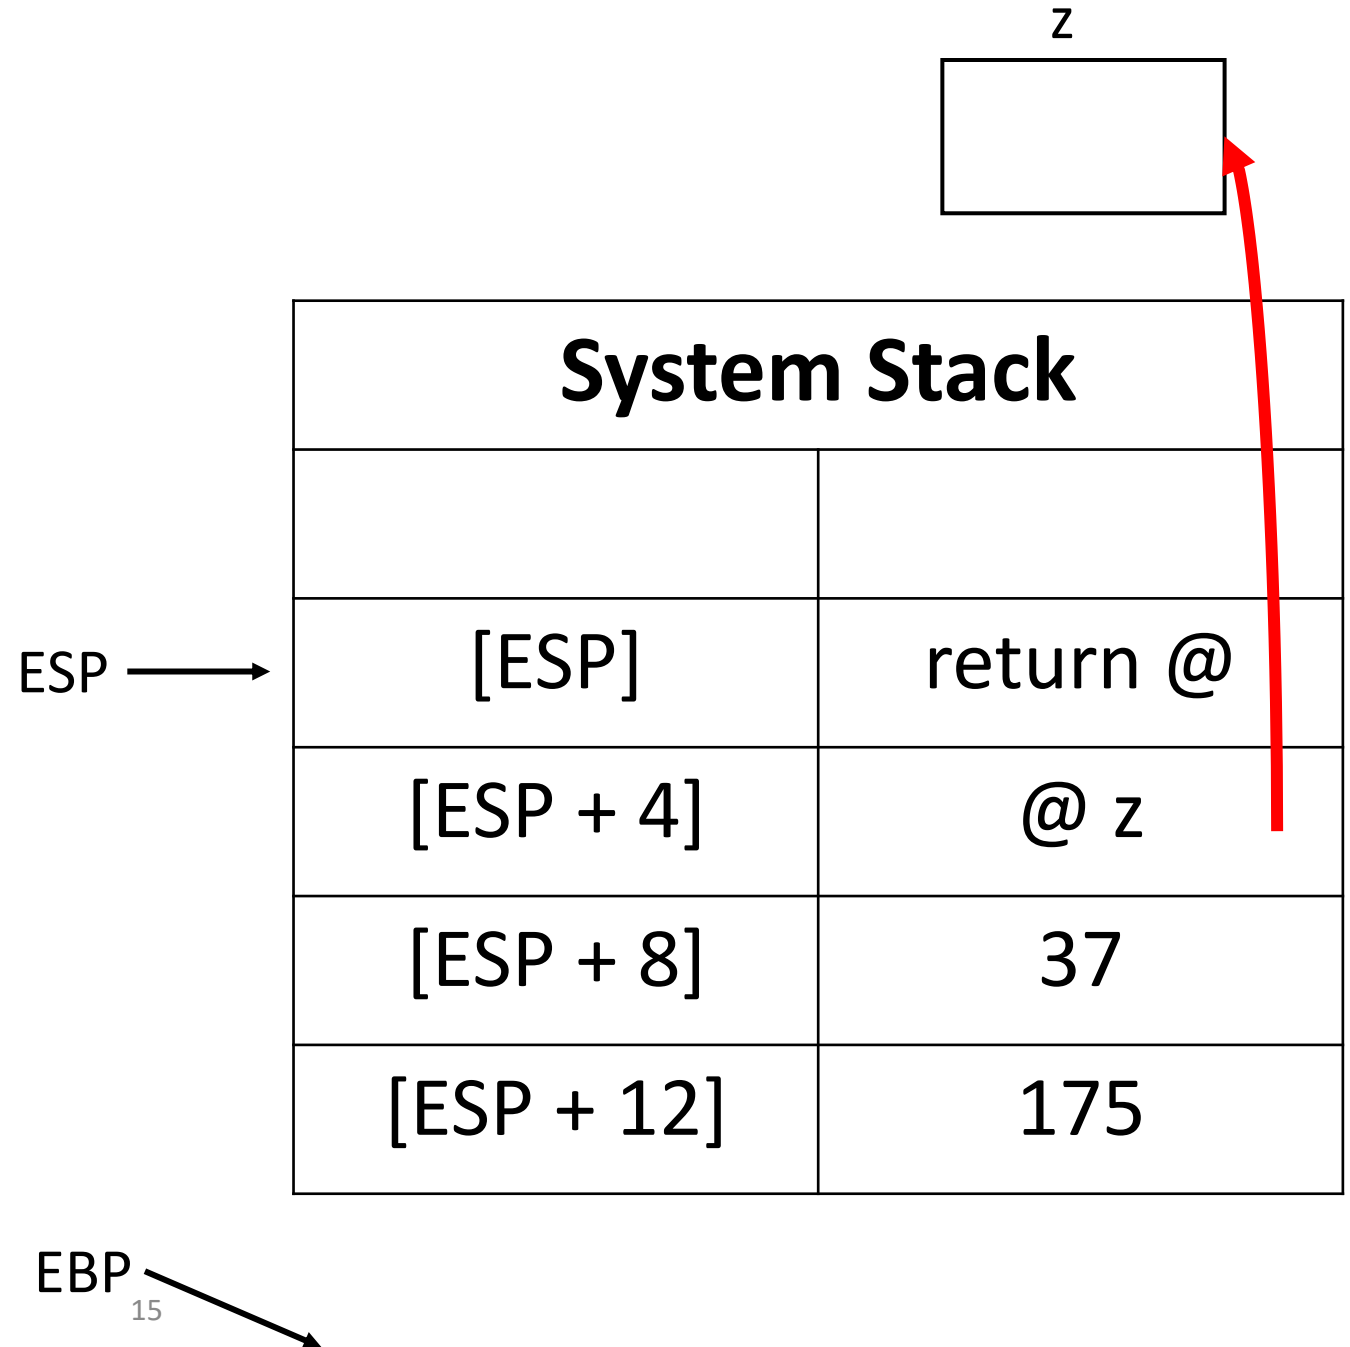 z
System Stack
ESP
[ESP]
return @
[ESP + 4]
@ z
[ESP + 8]
37
[ESP + 12]
175
EBP
15